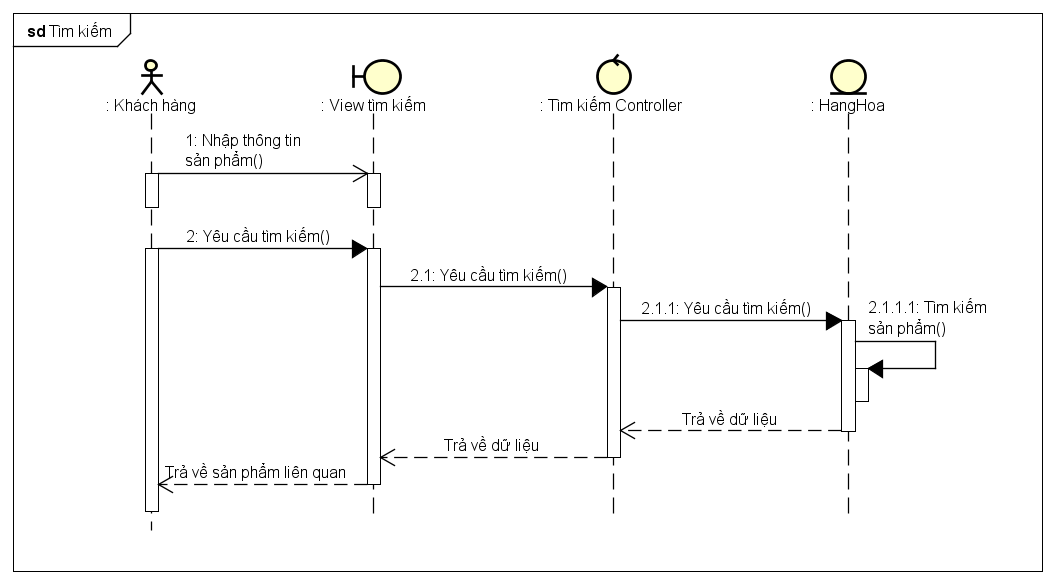 sd Tìm kiếm
: Khách hàng
: View tìm kiếm
: Tìm kiếm Controller
: HangHoa
1: Nhập thông tin
sản phẩm()
2: Yêu cầu tìm kiếm()
2.1: Yêu cầu tìm kiếm()
2.1.1: Yêu cầu tìm kiếm()
2.1.1.1: Tìm kiếm
sản phẩm()
Trả về dữ liệu
Trả về dữ liệu
Trả về sản phẩm liên quan